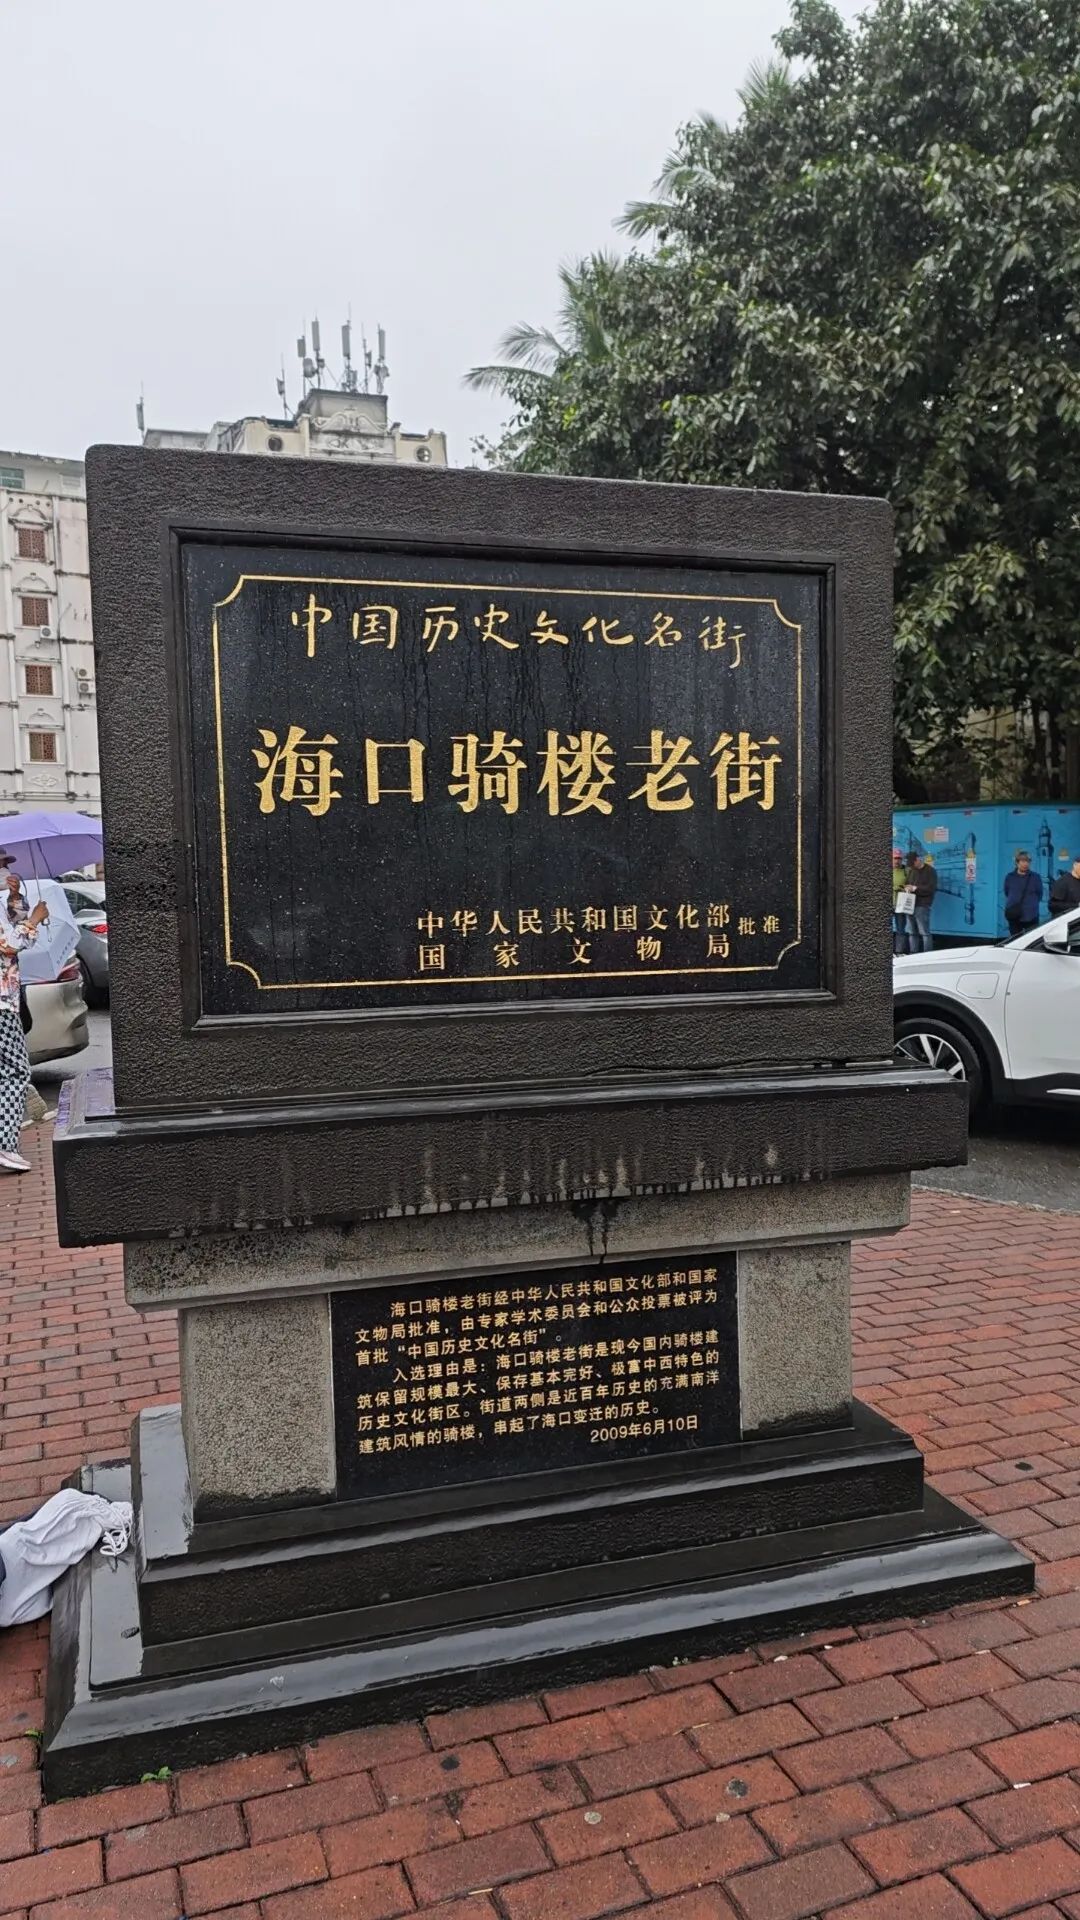 中国历史文化名街
海口骑楼老街
中华人民共和国文化部 批准
国家文物局
海口骑楼老街经中华人民共和国文化部和国家
文物局批准，由专家学术委员会和公众投票被评为
首批“中国历史文化名街”。
入选理由是：海口骑楼老街是现今国内骑楼建
筑保留规模最大、保存基本完好、极富中西特色的
历史文化街区。街道两侧是近百年历史的充满南洋
建筑风情的骑楼，串起了海口变迁的历史。
2009年6月10日